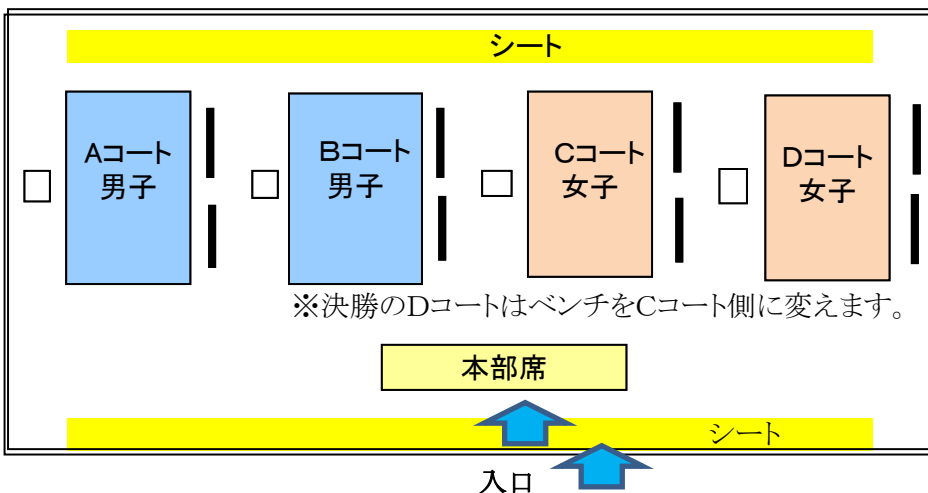 シート
Aコート
男子
Bコート
男子
Cコート
女子
Dコート
女子
※決勝のDコートはベンチをCコート側に変えます。
本部席
シート
入口